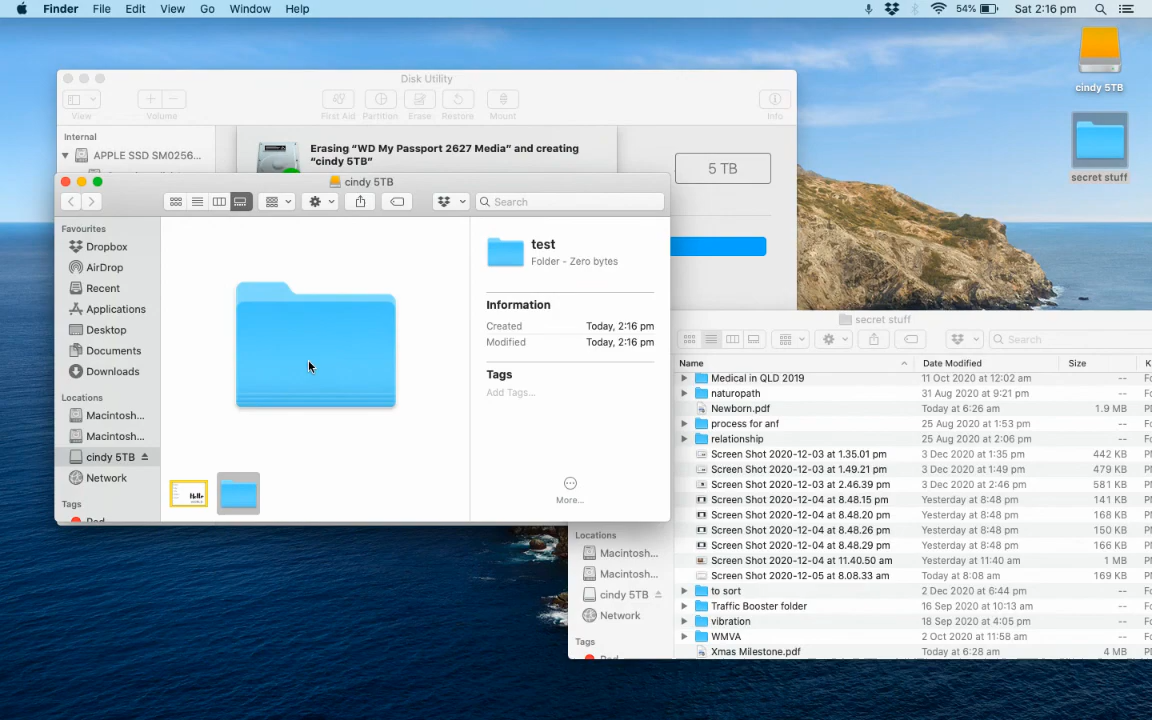 Finder File Edit View Go Window Help
54% Sat 2:16 pm
cindy 5TB
secret stuff
Disk Utility
View Volume First Aid Partition Erase Restore Mount Info
Internal
APPLE SSD SM0256...
Erasing “WD My Passport 2627 Media” and creating
“cindy 5TB”
5 TB
cindy 5TB
Search
Favourites
Dropbox
AirDrop
Recent
Applications
Desktop
Documents
Downloads
Locations
Macintosh...
Macintosh...
cindy 5TB
Network
Tags
Hello
test
Folder - Zero bytes
Information
Created Today, 2:16 pm
Modified Today, 2:16 pm
Tags
Add Tags...
More...
secret stuff
Search
Name Date Modified Size
Medical in QLD 2019 11 Oct 2020 at 12:02 am --
naturopath 31 Aug 2020 at 9:21 pm --
Newborn.pdf Today at 6:26 am 1.9 MB
process for anf 25 Aug 2020 at 1:53 pm --
relationship 25 Aug 2020 at 2:06 pm --
Screen Shot 2020-12-03 at 1.35.01 pm 3 Dec 2020 at 1:35 pm 442 KB
Screen Shot 2020-12-03 at 1.49.21 pm 3 Dec 2020 at 1:49 pm 479 KB
Screen Shot 2020-12-03 at 2.46.39 pm 3 Dec 2020 at 2:46 pm 581 KB
Screen Shot 2020-12-04 at 8.48.15 pm Yesterday at 8:48 pm 141 KB
Screen Shot 2020-12-04 at 8.48.20 pm Yesterday at 8:48 pm 168 KB
Screen Shot 2020-12-04 at 8.48.26 pm Yesterday at 8:48 pm 150 KB
Screen Shot 2020-12-04 at 8.48.29 pm Yesterday at 8:48 pm 166 KB
Screen Shot 2020-12-04 at 11.40.50 am Yesterday at 11:40 am 1 MB
Screen Shot 2020-12-05 at 8.08.33 am Today at 8:08 am 169 KB
to sort 2 Dec 2020 at 6:44 pm --
Traffic Booster folder 16 Sep 2020 at 10:13 am --
vibration 18 Sep 2020 at 4:05 pm --
WMVA 2 Oct 2020 at 11:58 am --
Xmas Milestone.pdf Today at 6:28 am 4 MB
Locations
Macintosh...
Macintosh...
cindy 5TB
Network
Tags